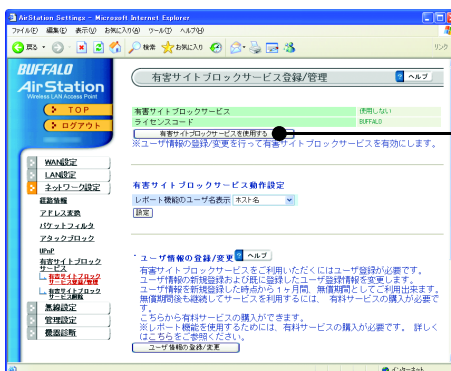 AirStation Settings - Microsoft Internet Explorer
ファイル(F) 編集(E) 表示(V) お気に入り(A) ツール(T) ヘルプ(H)
戻る 検索 お気に入り リンク
BUFFALO
AirStation
Wireless LAN Access Point
TOP
ログアウト
WAN設定
LAN設定
ネットワーク設定
経路情報
アドレス変換
パケットフィルタ
アタックブロック
UPnP
有害サイトブロック
サービス
有害サイトブロック
サービス登録/管理
有害サイトブロック
サービス制限
無線設定
管理設定
機器診断
有害サイトブロックサービス登録/管理 ヘルプ
有害サイトブロックサービス 使用しない
ライセンスコード BUFFALO
有害サイトブロックサービスを使用する
※ユーザ情報の登録/変更を行って有害サイトブロックサービスを有効にします。
有害サイトブロックサービス動作設定
レポート機能のユーザ名表示 ホスト名
設定
・ユーザ情報の登録/変更 ヘルプ
有害サイトブロックサービスをご利用いただくにはユーザ登録が必要です。
ユーザ情報の新規登録および既に登録したユーザ登録情報を変更します。
ユーザ情報を新規登録した時点から1ヶ月間、無償期間としてご利用出来ます。
無償期間後も継続してサービスを利用するには、有料サービスの購入が必要で
す。
こちらから有料サービスの購入ができます。
※レポート機能を使用するためには、有料サービスの購入が必要です。 詳しく
はこちらをご参照ください。
ユーザ情報の登録/変更
インターネット